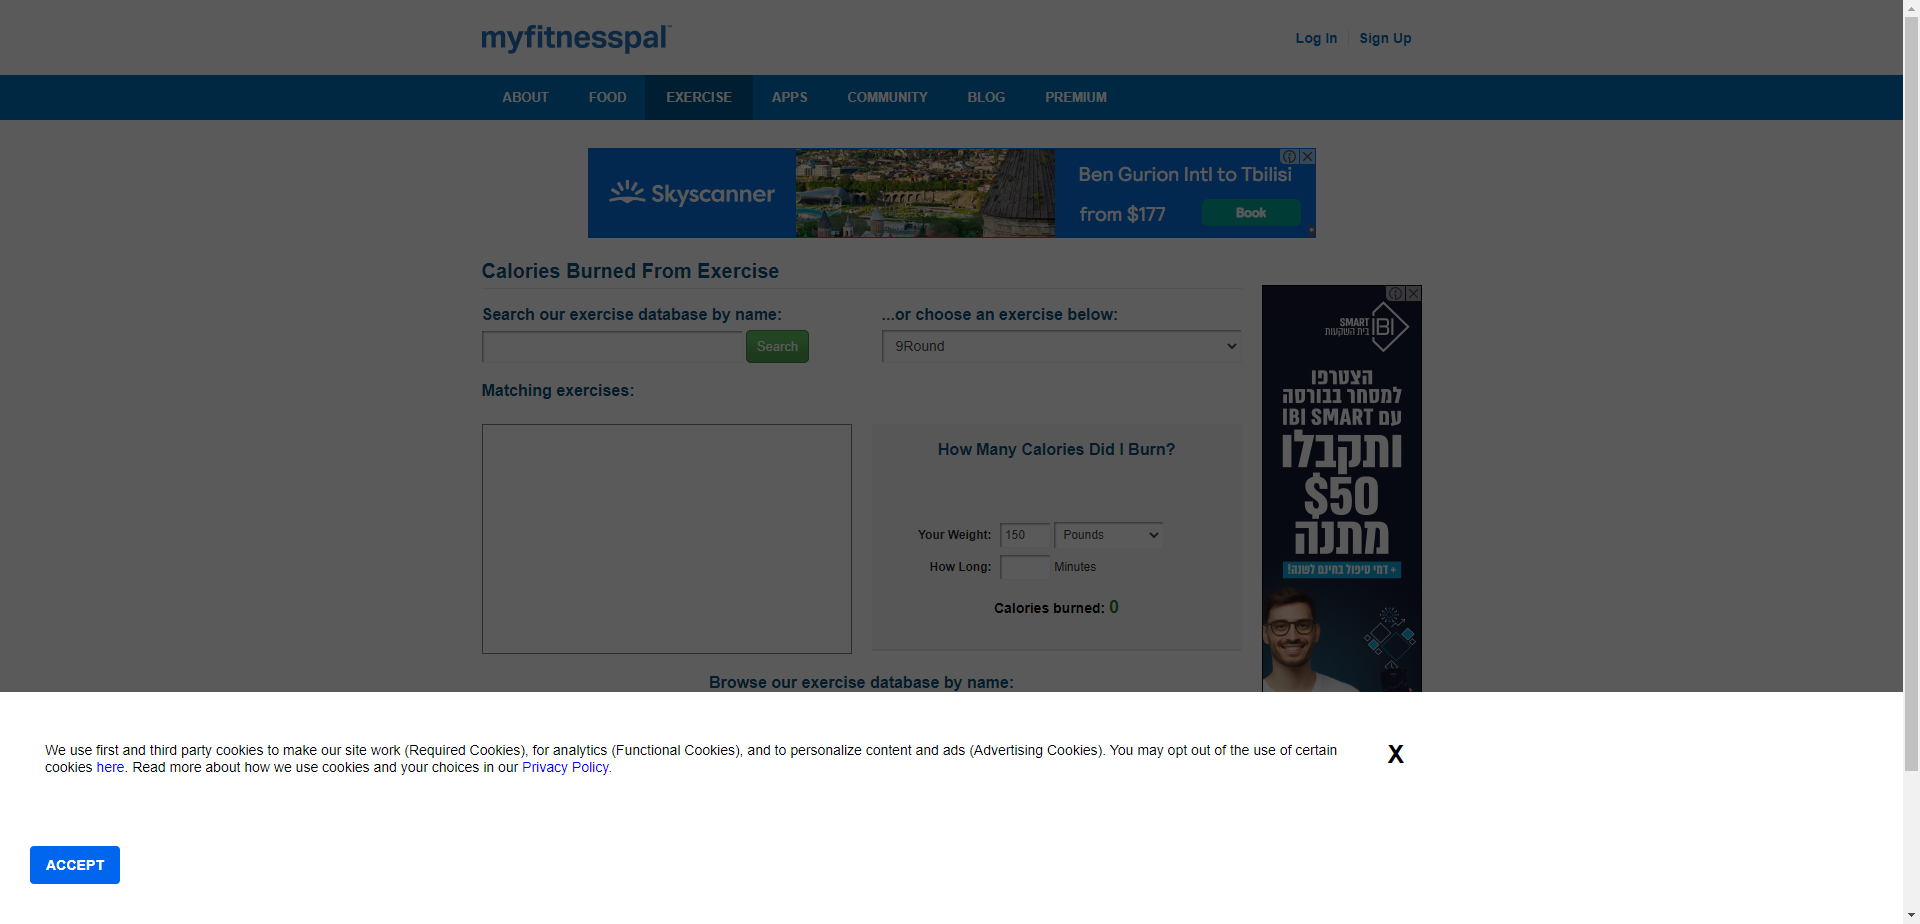 myfitnesspal
Log In
Sign Up
ABOUT
FOOD
EXERCISE
APPS
COMMUNITY
BLOG
PREMIUM
Skyscanner
Ben Gurion Intl to Tbilisi
from $177
Book
Calories Burned From Exercise
Search our exercise database by name:
Search
...or choose an exercise below:
9Round
Matching exercises:
How Many Calories Did I Burn?
Your Weight:
150
Pounds
How Long:
Minutes
Calories burned: 0
Browse our exercise database by name:
SMART
IBI
בית השקעות
הצטרפו
למסחר בבורסה
עם IBI SMART
ותקבלו
$50
מתנה
+ דמי טיפול בחינם לשנה!
We use first and third party cookies to make our site work (Required Cookies), for analytics (Functional Cookies), and to personalize content and ads (Advertising Cookies). You may opt out of the use of certain
cookies here. Read more about how we use cookies and your choices in our Privacy Policy.
X
ACCEPT